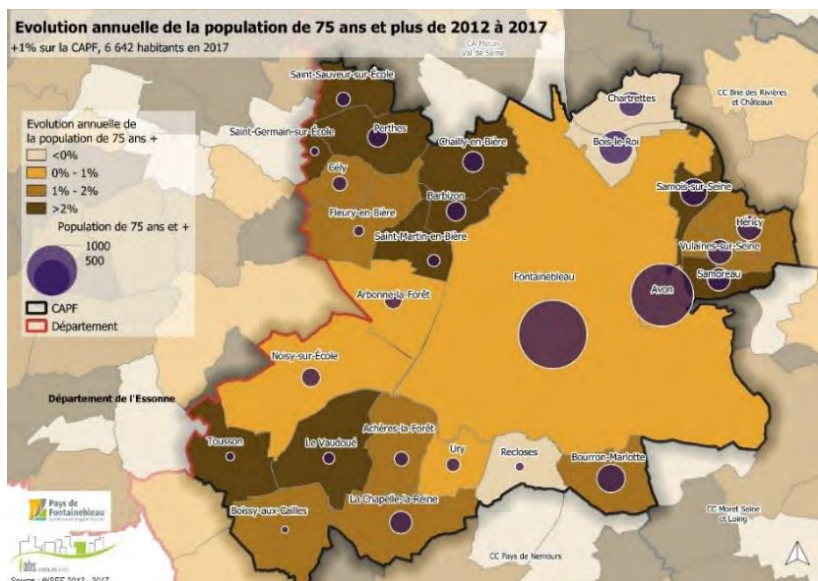 Evolution annuelle de la population de 75 ans et plus de 2012 à 2017
+1% sur la CAPF, 6 642 habitants en 2017
CA Melun
Val de Seine
CC Brie des Rivières
et Châteaux
Saint-Sauveur-sur-École
Chartrettes
Saint-Germain-sur-École
Perthes
Chailly-en-Bière
Bois-le-Roi
Evolution annuelle de
la population de 75 ans +
<0%
0% - 1%
1% - 2%
>2%
Population de 75 ans et +
1000
500
CAPF
Département
Cély
Barbizon
Samois-sur-Seine
Fleury-en-Bière
Héricy
Saint-Martin-en-Bière
Vulaines-sur-Seine
Samoreau
Fontainebleau
Avon
Arbonne-la-Forêt
Noisy-sur-École
Département de l'Essonne
Tousson
Le Vaudoué
Achères-la-Forêt
Ury
Recloses
Bourron-Marlotte
La Chapelle-la-Reine
Boissy-aux-Cailles
CC Moret Seine
et Loing
CC Pays de Nemours
Pays de
Fontainebleau
Source : INSEE 2012 - 2017